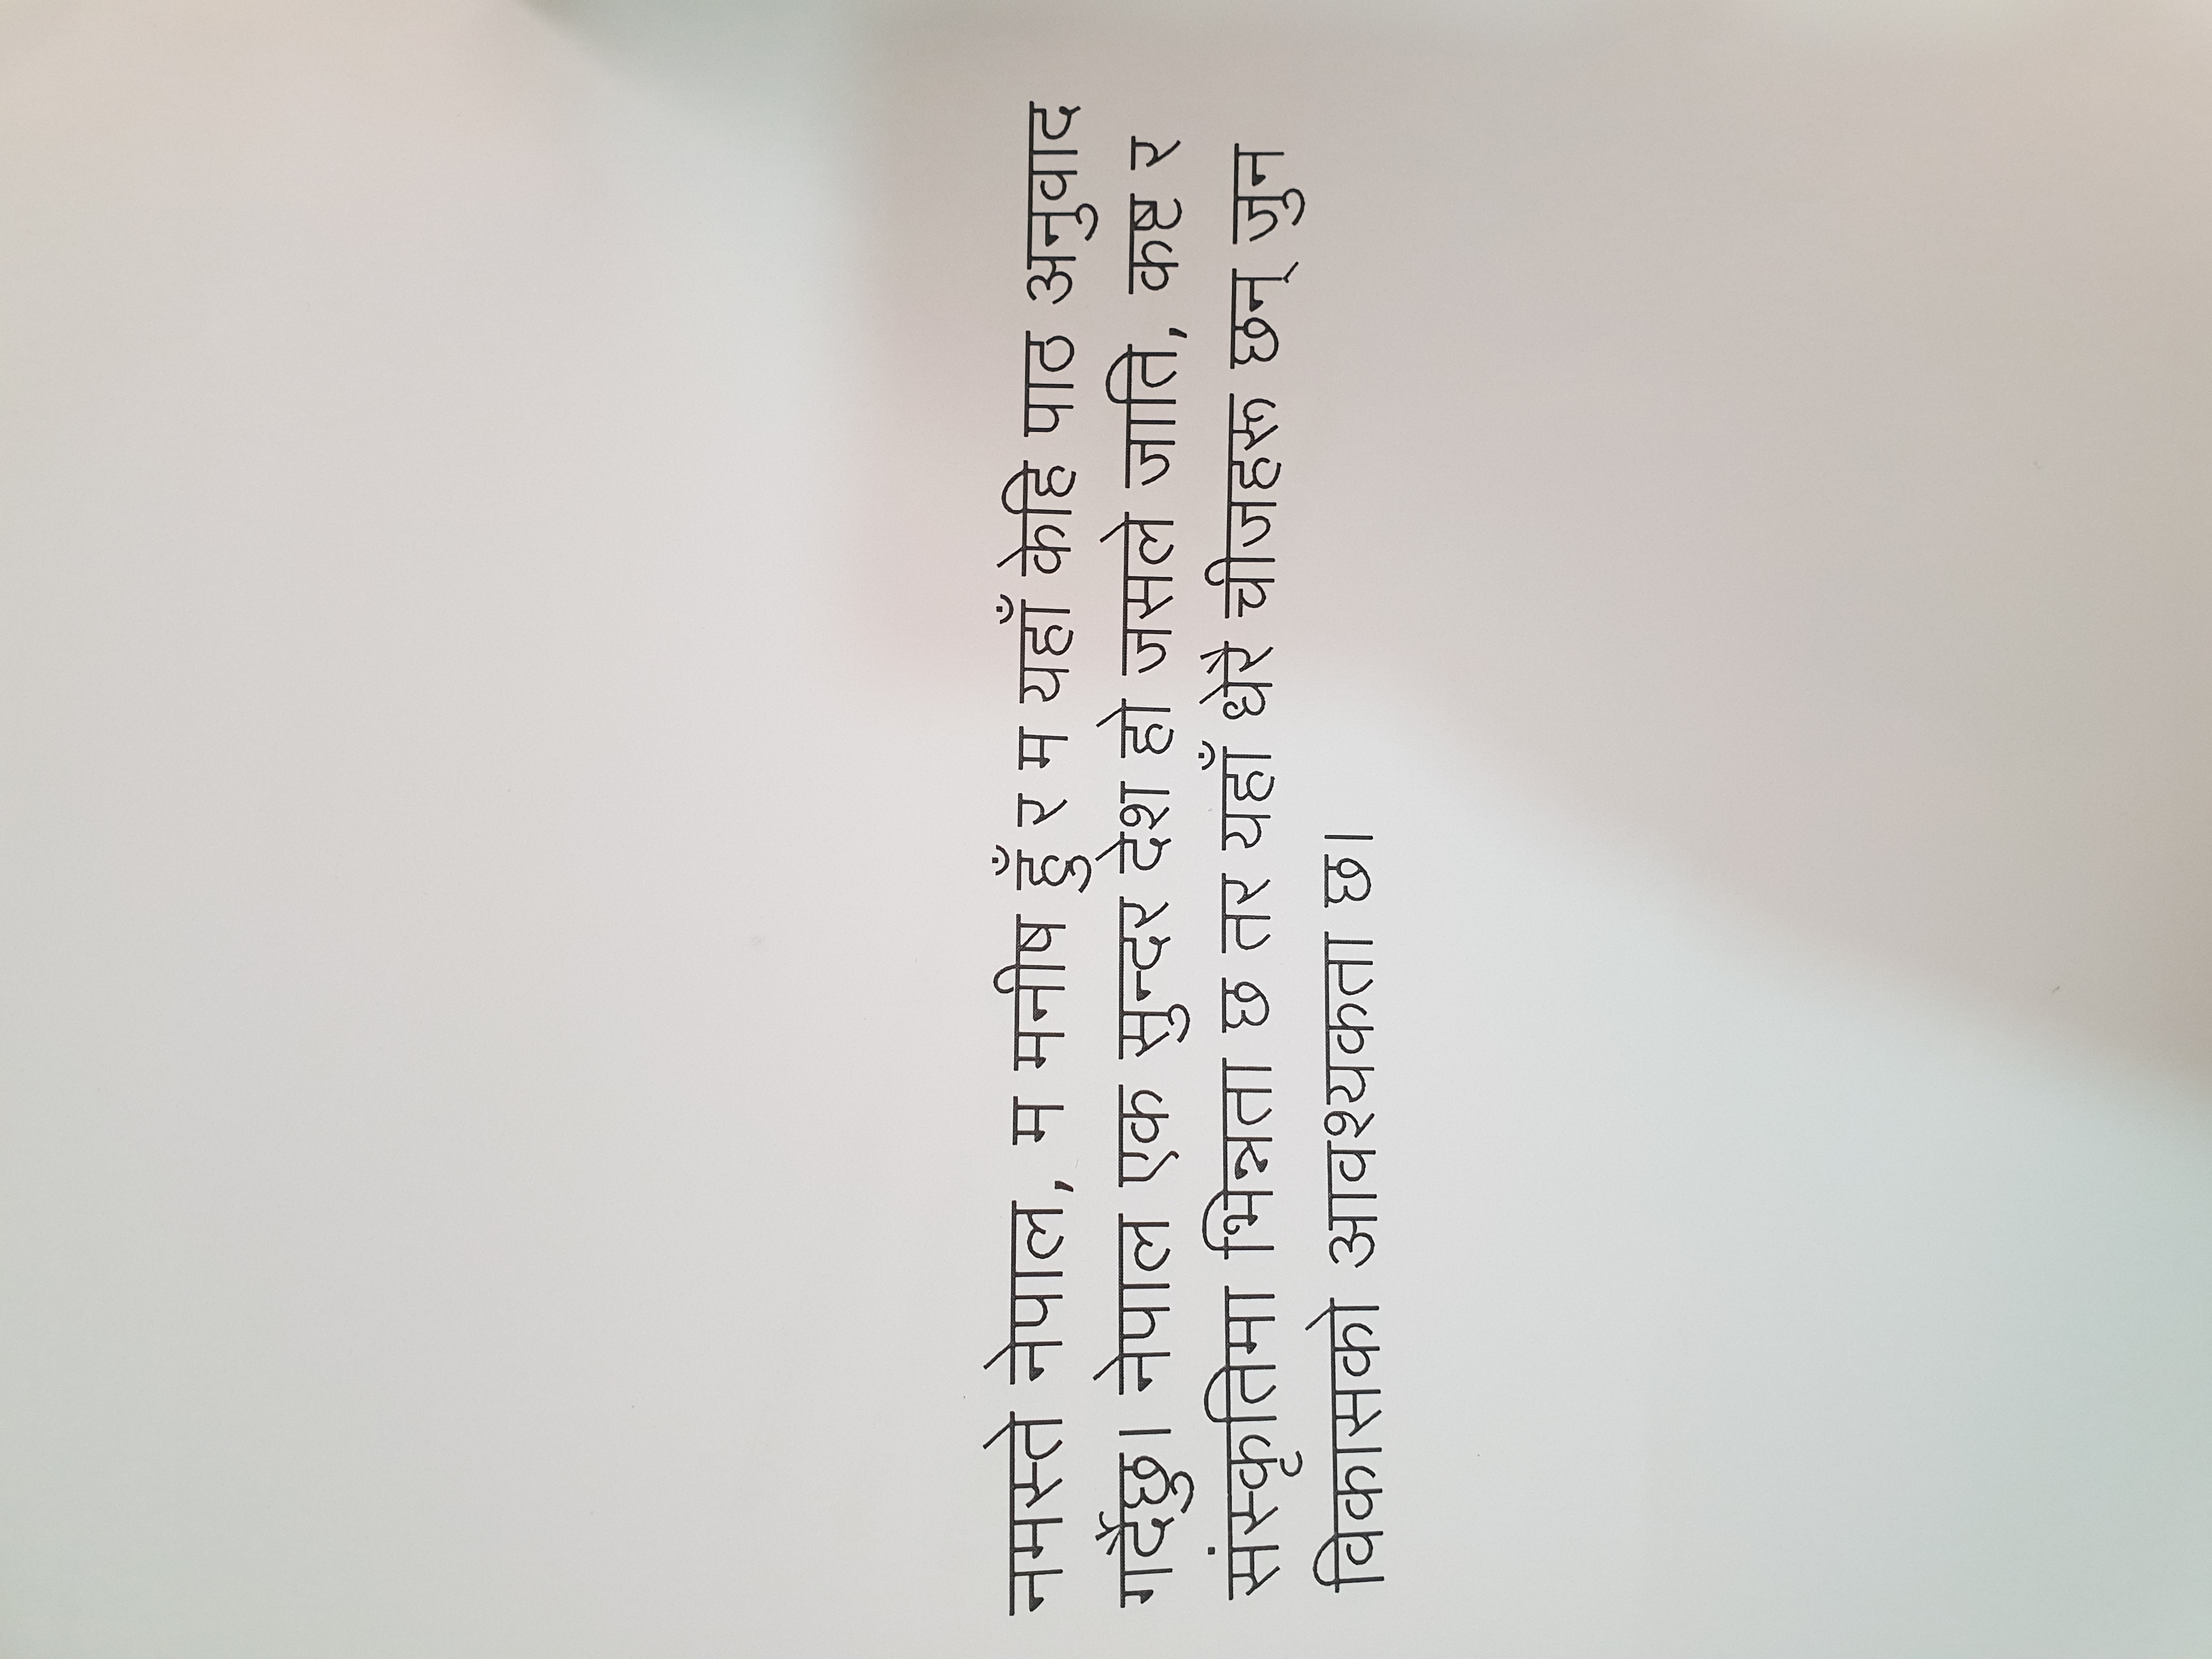 नमस्ते नेपाल, म मनीष हुँ र म यहाँ केहि पाठ अनुवाद
गर्दैछु। नेपाल एक सुन्दर देश हो जसले जाति, कष्ट र
संस्कृतिमा भिन्नता छ तर यहाँ धेरै चीजहरू छन् जुन
विकासको आवश्यकता छ।